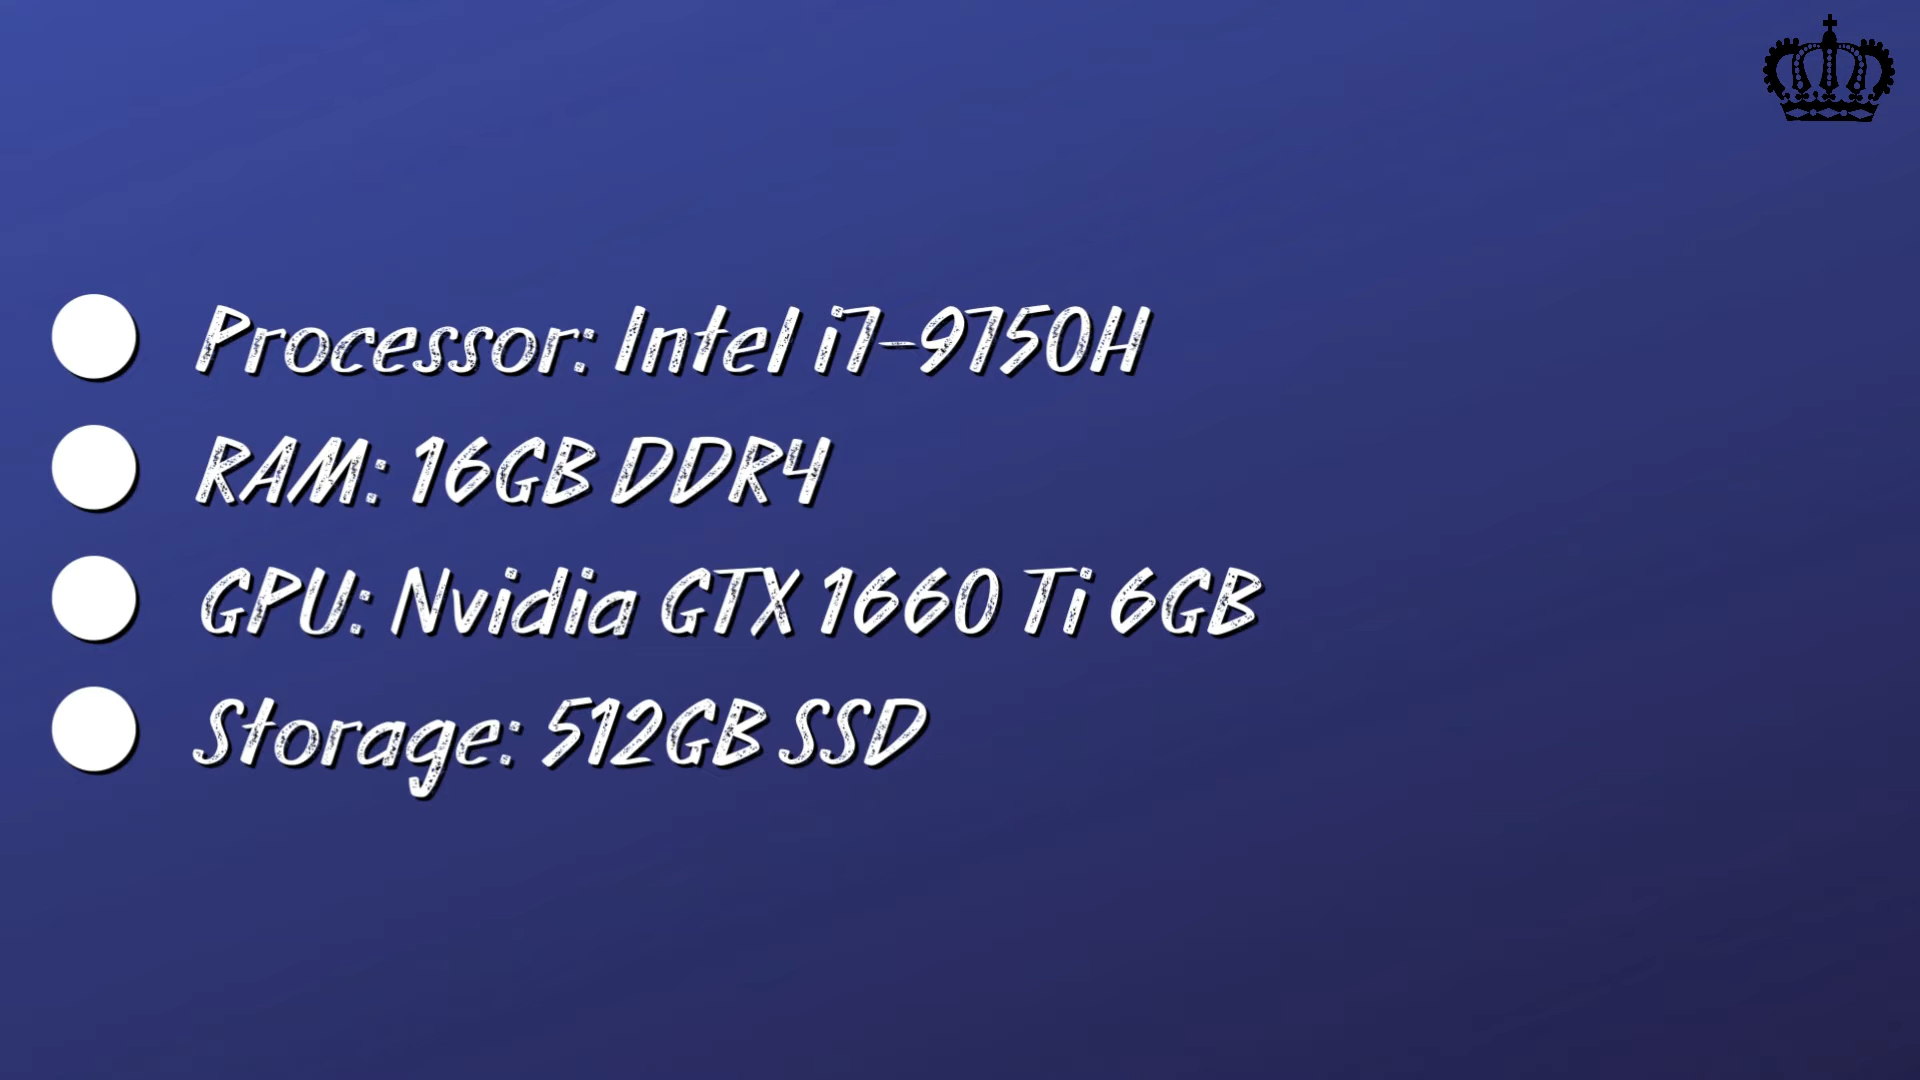 Processor: Intel i7-9750H
RAM: 16GB DDR4
GPU: Nvidia GTX 1660 Ti 6GB
Storage: 512GB SSD